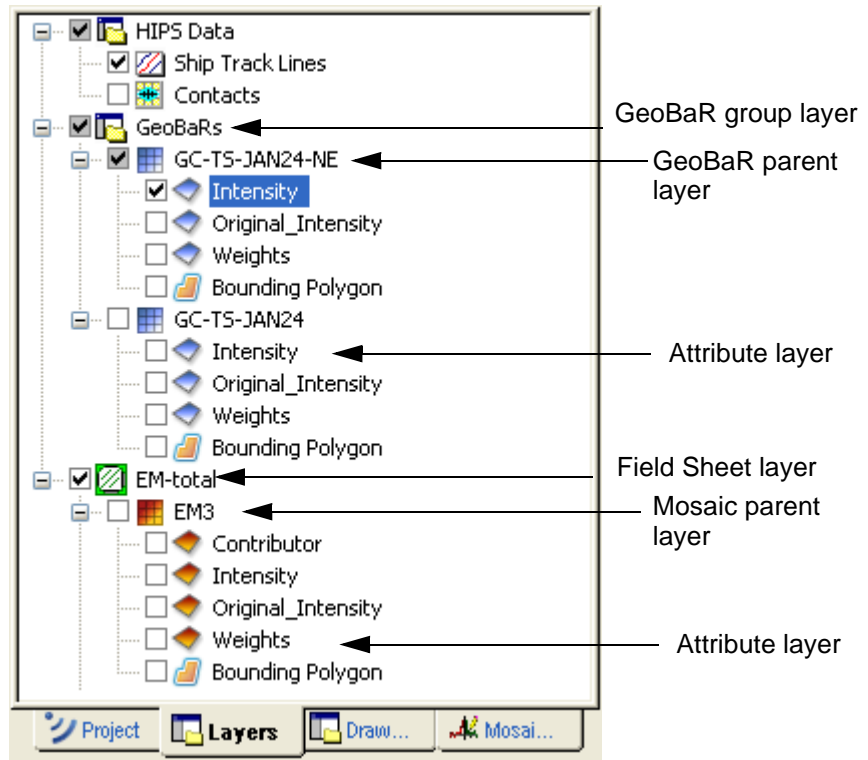 HIPS Data
Ship Track Lines
Contacts
GeoBaRs
GeoBaR group layer
GC-TS-JAN24-NE
GeoBaR parent
layer
Intensity
Original_Intensity
Weights
Bounding Polygon
GC-TS-JAN24
Intensity
Attribute layer
Original_Intensity
Weights
Bounding Polygon
EM-total
Field Sheet layer
EM3
Mosaic parent
layer
Contributor
Intensity
Original_Intensity
Weights
Attribute layer
Bounding Polygon
Project
Layers
Draw...
Mosai...